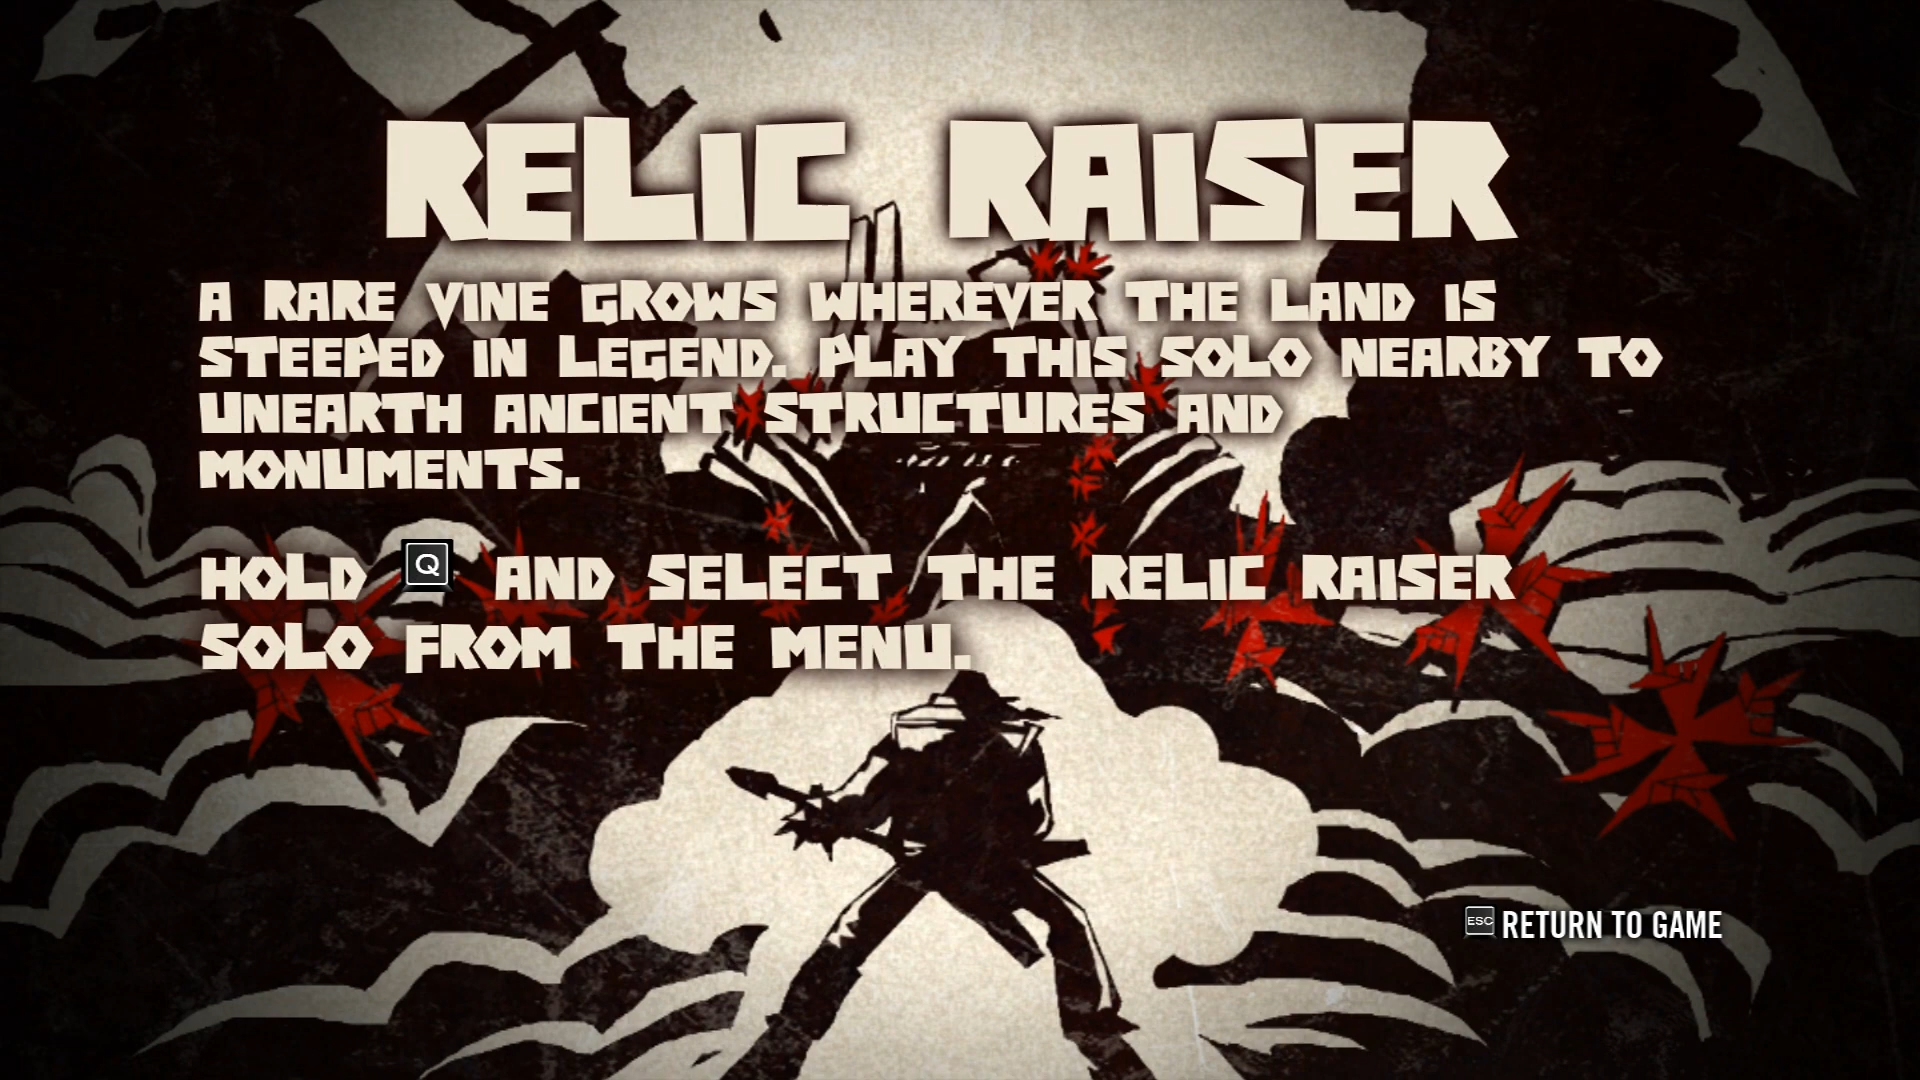 RELIC RAISER
A RARE VINE GROWS WHEREVER THE LAND IS
STEEPED IN LEGEND. PLAY THIS SOLO NEARBY TO
UNEARTH ANCIENT STRUCTURES AND
MONUMENTS.
HOLD Q AND SELECT THE RELIC RAISER
SOLO FROM THE MENU.
ESC RETURN TO GAME